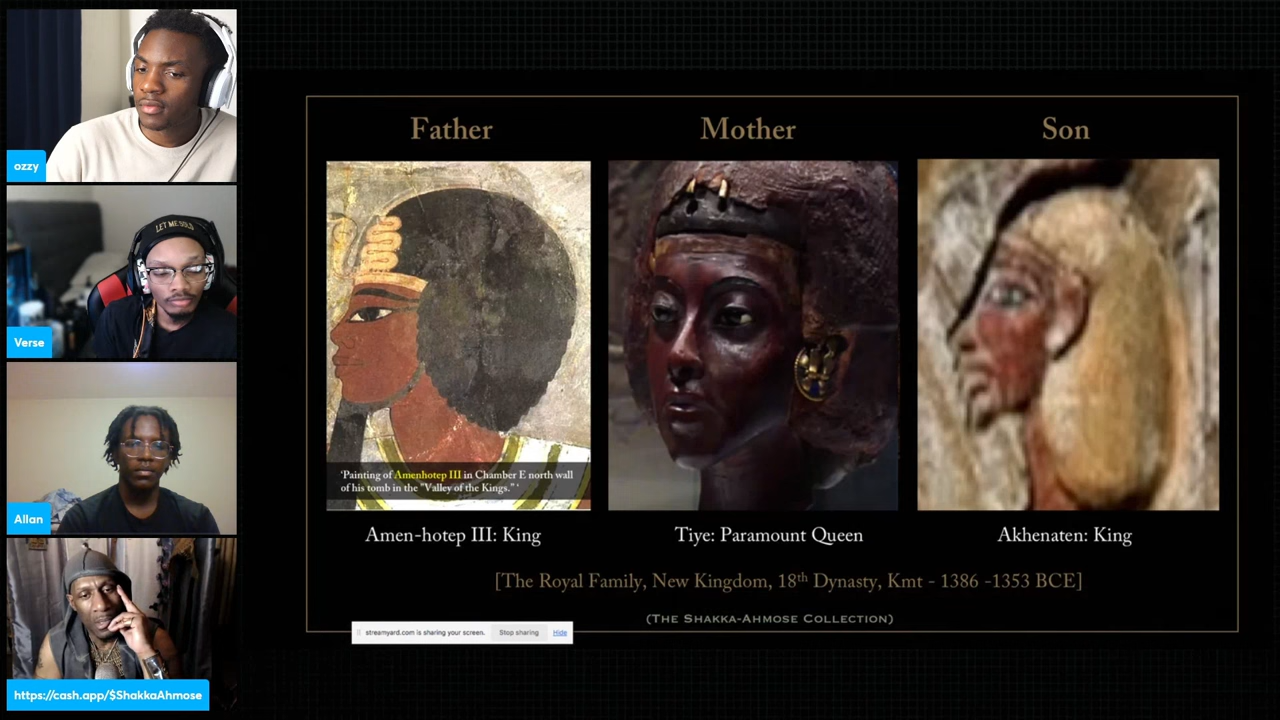 ozzy
LET ME SOLO
Verse
Allan
https://cash.app/$ShakkaAhmose
Father
Mother
Son
'Painting of Amenhotep III in Chamber E north wall
of his tomb in the "Valley of the Kings." '
Amen-hotep III: King
Tiye: Paramount Queen
Akhenaten: King
[The Royal Family, New Kingdom, 18th Dynasty, Kmt - 1386 -1353 BCE]
(The Shakka-Ahmose Collection)
streamyard.com is sharing your screen.
Stop sharing
Hide